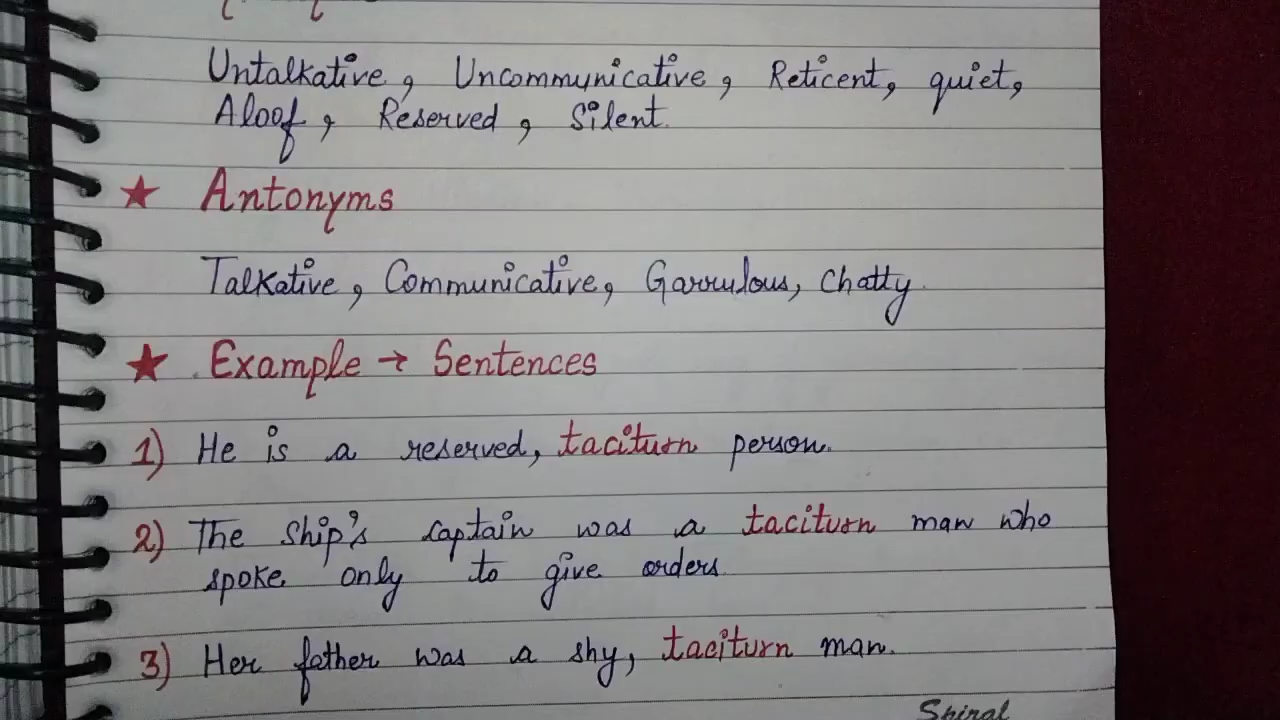 Untalkative, Uncommunicative, Reticent, quiet,
Aloof, Reserved, Silent.
★ Antonyms
Talkative, Communicative, Garrulous, Chatty.
★ Example → Sentences
1) He is a reserved, taciturn person.
2) The Ship's captain was a taciturn man who
spoke only to give orders
3) Her father was a shy, taciturn man.
Spiral